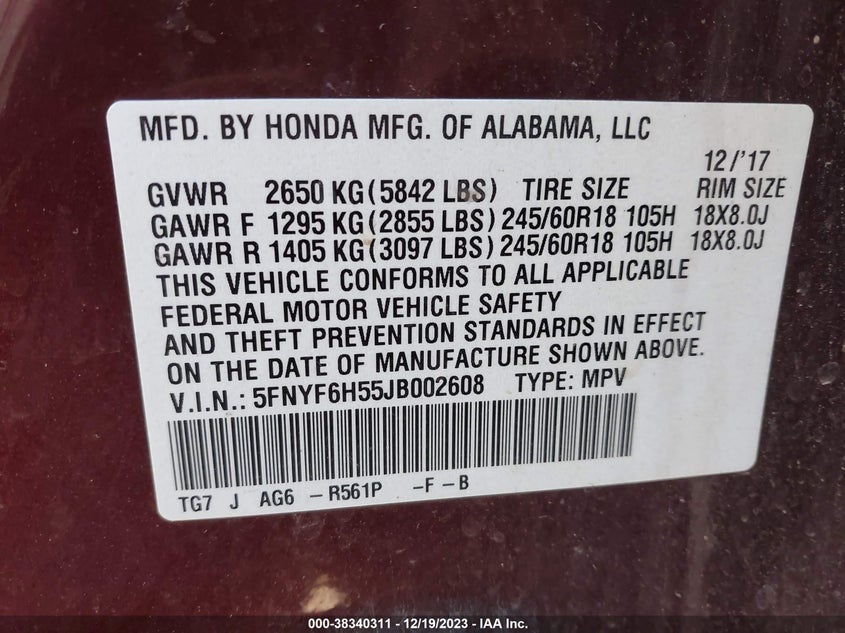 MFD. BY HONDA MFG. OF ALABAMA, LLC
12/'17
GVWR 2650 KG(5842 LBS) TIRE SIZE RIM SIZE
GAWR F 1295 KG(2855 LBS) 245/60R18 105H 18X8.0J
GAWR R 1405 KG(3097 LBS) 245/60R18 105H 18X8.0J
THIS VEHICLE CONFORMS TO ALL APPLICABLE
FEDERAL MOTOR VEHICLE SAFETY
AND THEFT PREVENTION STANDARDS IN EFFECT
ON THE DATE OF MANUFACTURE SHOWN ABOVE.
V.I.N.: 5FNYF6H55JB002608 TYPE: MPV
TG7 J AG6 -R561P -F-B
000-38340311 - 12/19/2023 - IAA Inc.